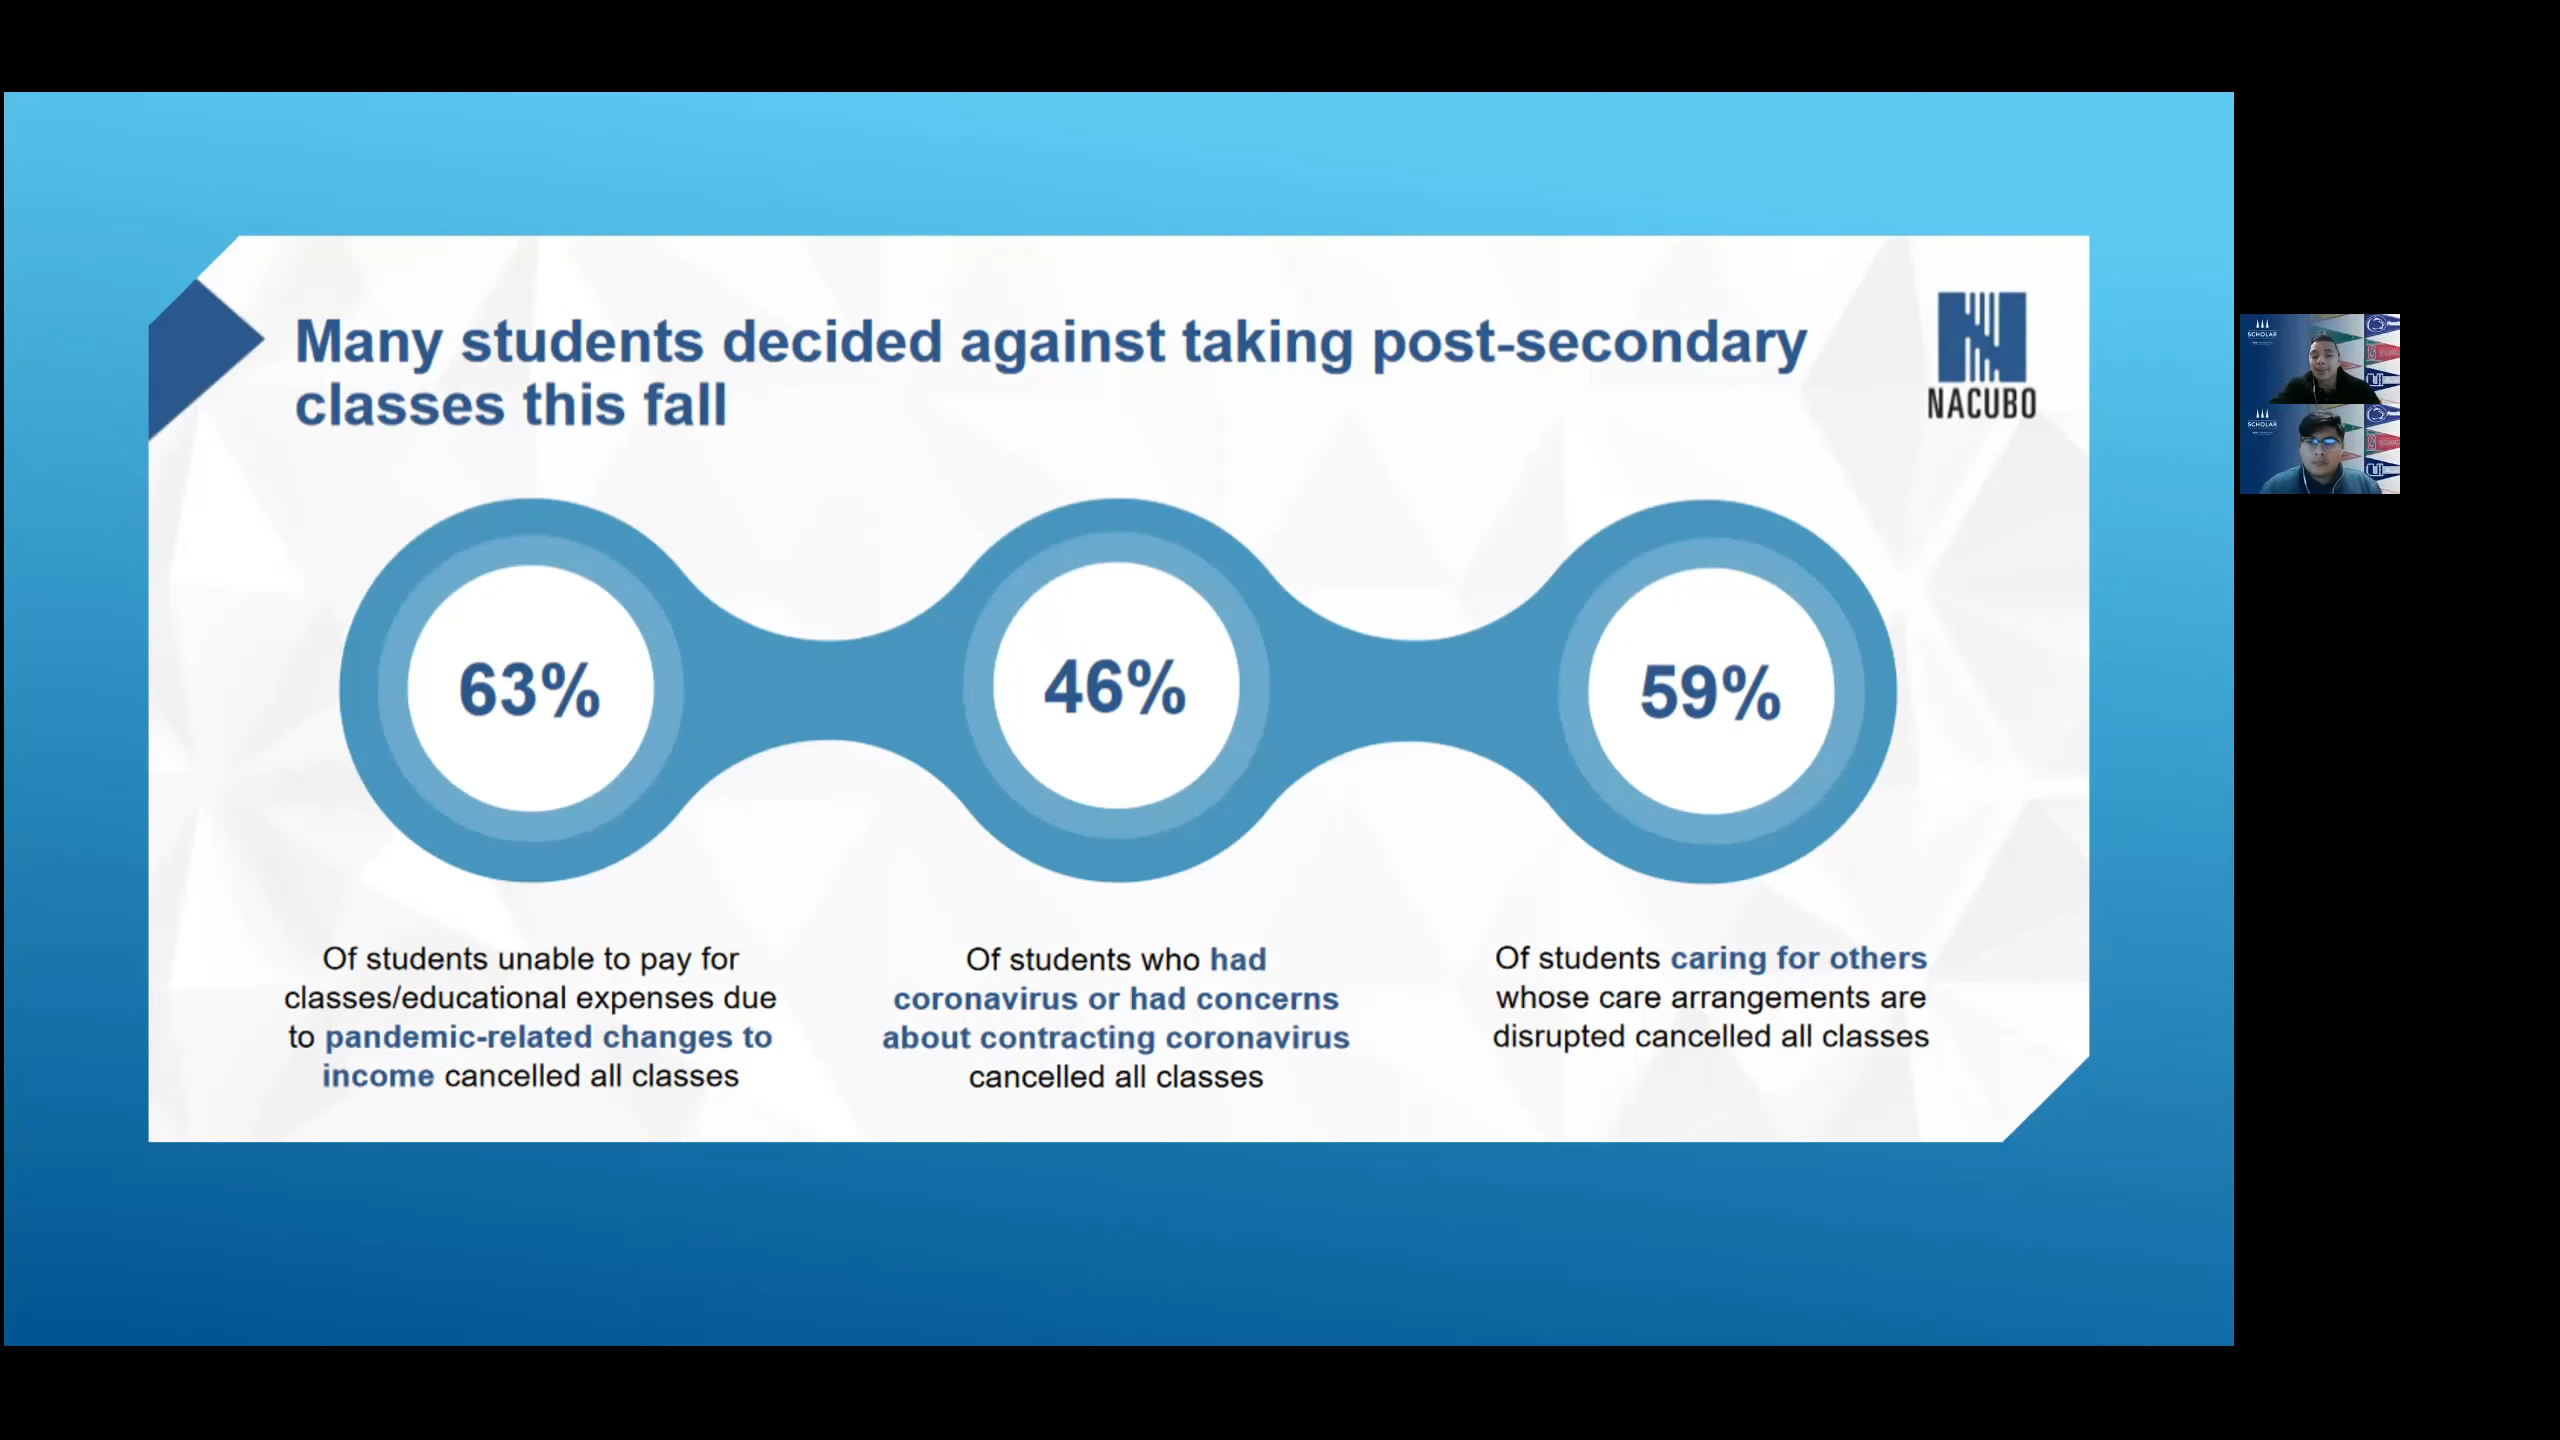 Many students decided against taking post-secondary
classes this fall
NACUBO
63%
46%
59%
Of students unable to pay for
classes/educational expenses due
to pandemic-related changes to
income cancelled all classes
Of students who had
coronavirus or had concerns
about contracting coronavirus
cancelled all classes
Of students caring for others
whose care arrangements are
disrupted cancelled all classes
SCHOLAR
SCHOLAR